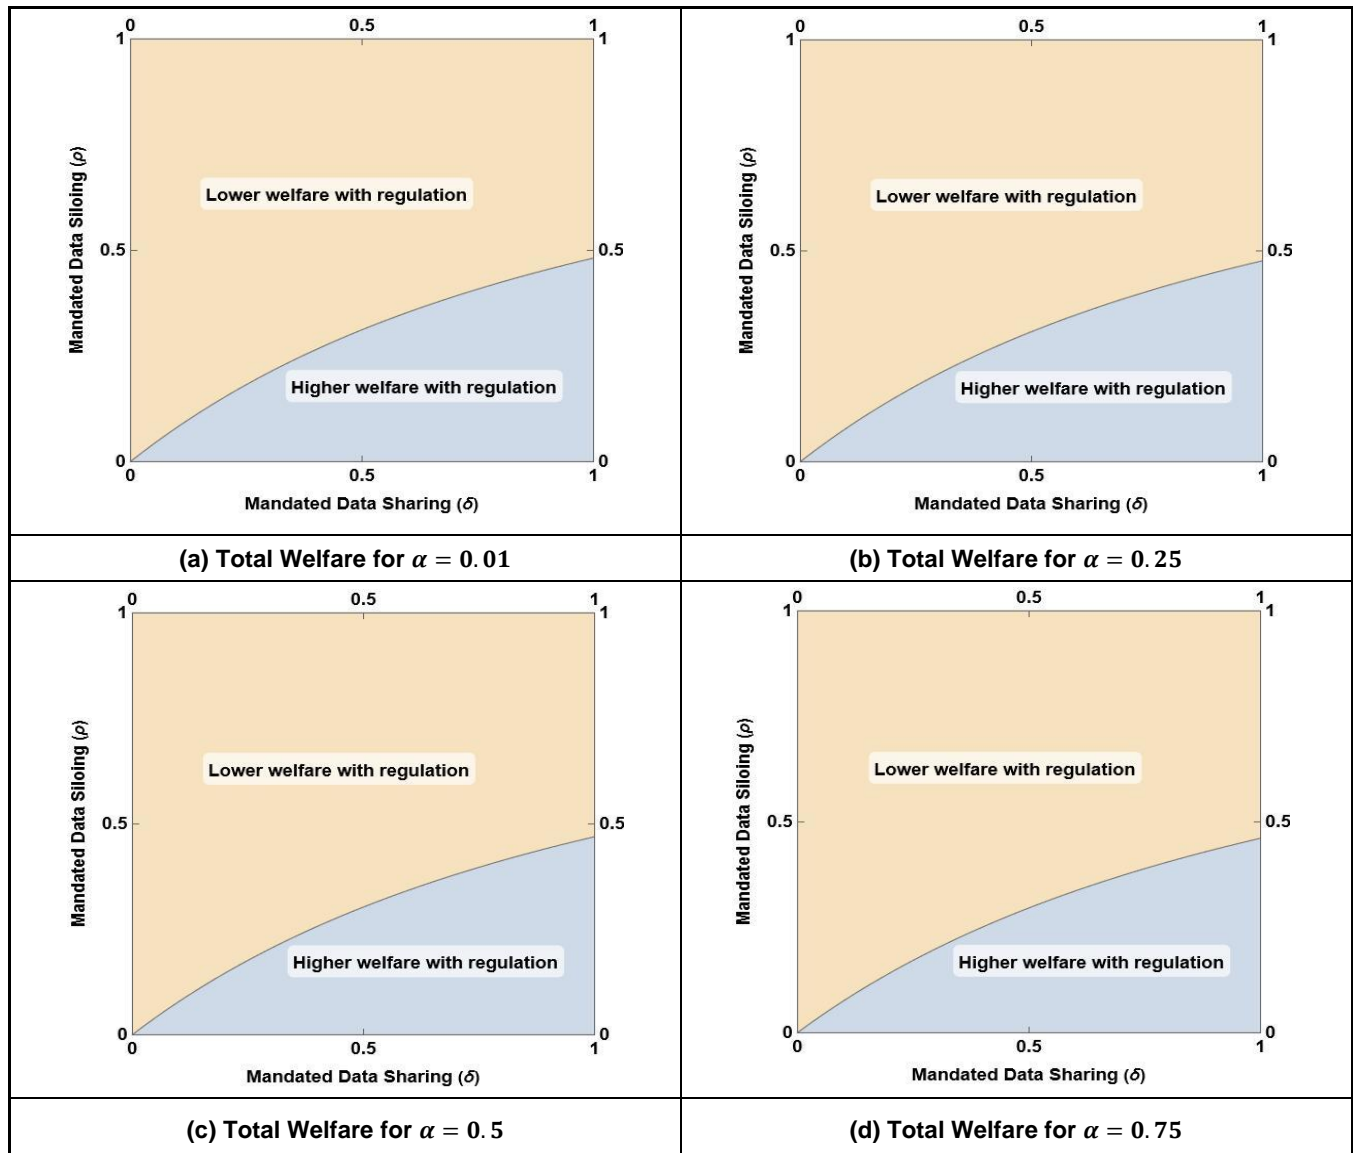 0 0.5 1
1 1
Lower welfare with regulation
Mandated Data Siloing (ρ)
0.5 0.5
Higher welfare with regulation
0 0
0 0.5 1
Mandated Data Sharing (δ)
(a) Total Welfare for α = 0.01
0 0.5 1
1 1
Lower welfare with regulation
Mandated Data Siloing (ρ)
0.5 0.5
Higher welfare with regulation
0 0
0 0.5 1
Mandated Data Sharing (δ)
(b) Total Welfare for α = 0.25
0 0.5 1
1 1
Lower welfare with regulation
Mandated Data Siloing (ρ)
0.5 0.5
Higher welfare with regulation
0 0
0 0.5 1
Mandated Data Sharing (δ)
(c) Total Welfare for α = 0.5
0 0.5 1
1 1
Lower welfare with regulation
Mandated Data Siloing (ρ)
0.5 0.5
Higher welfare with regulation
0 0
0 0.5 1
Mandated Data Sharing (δ)
(d) Total Welfare for α = 0.75